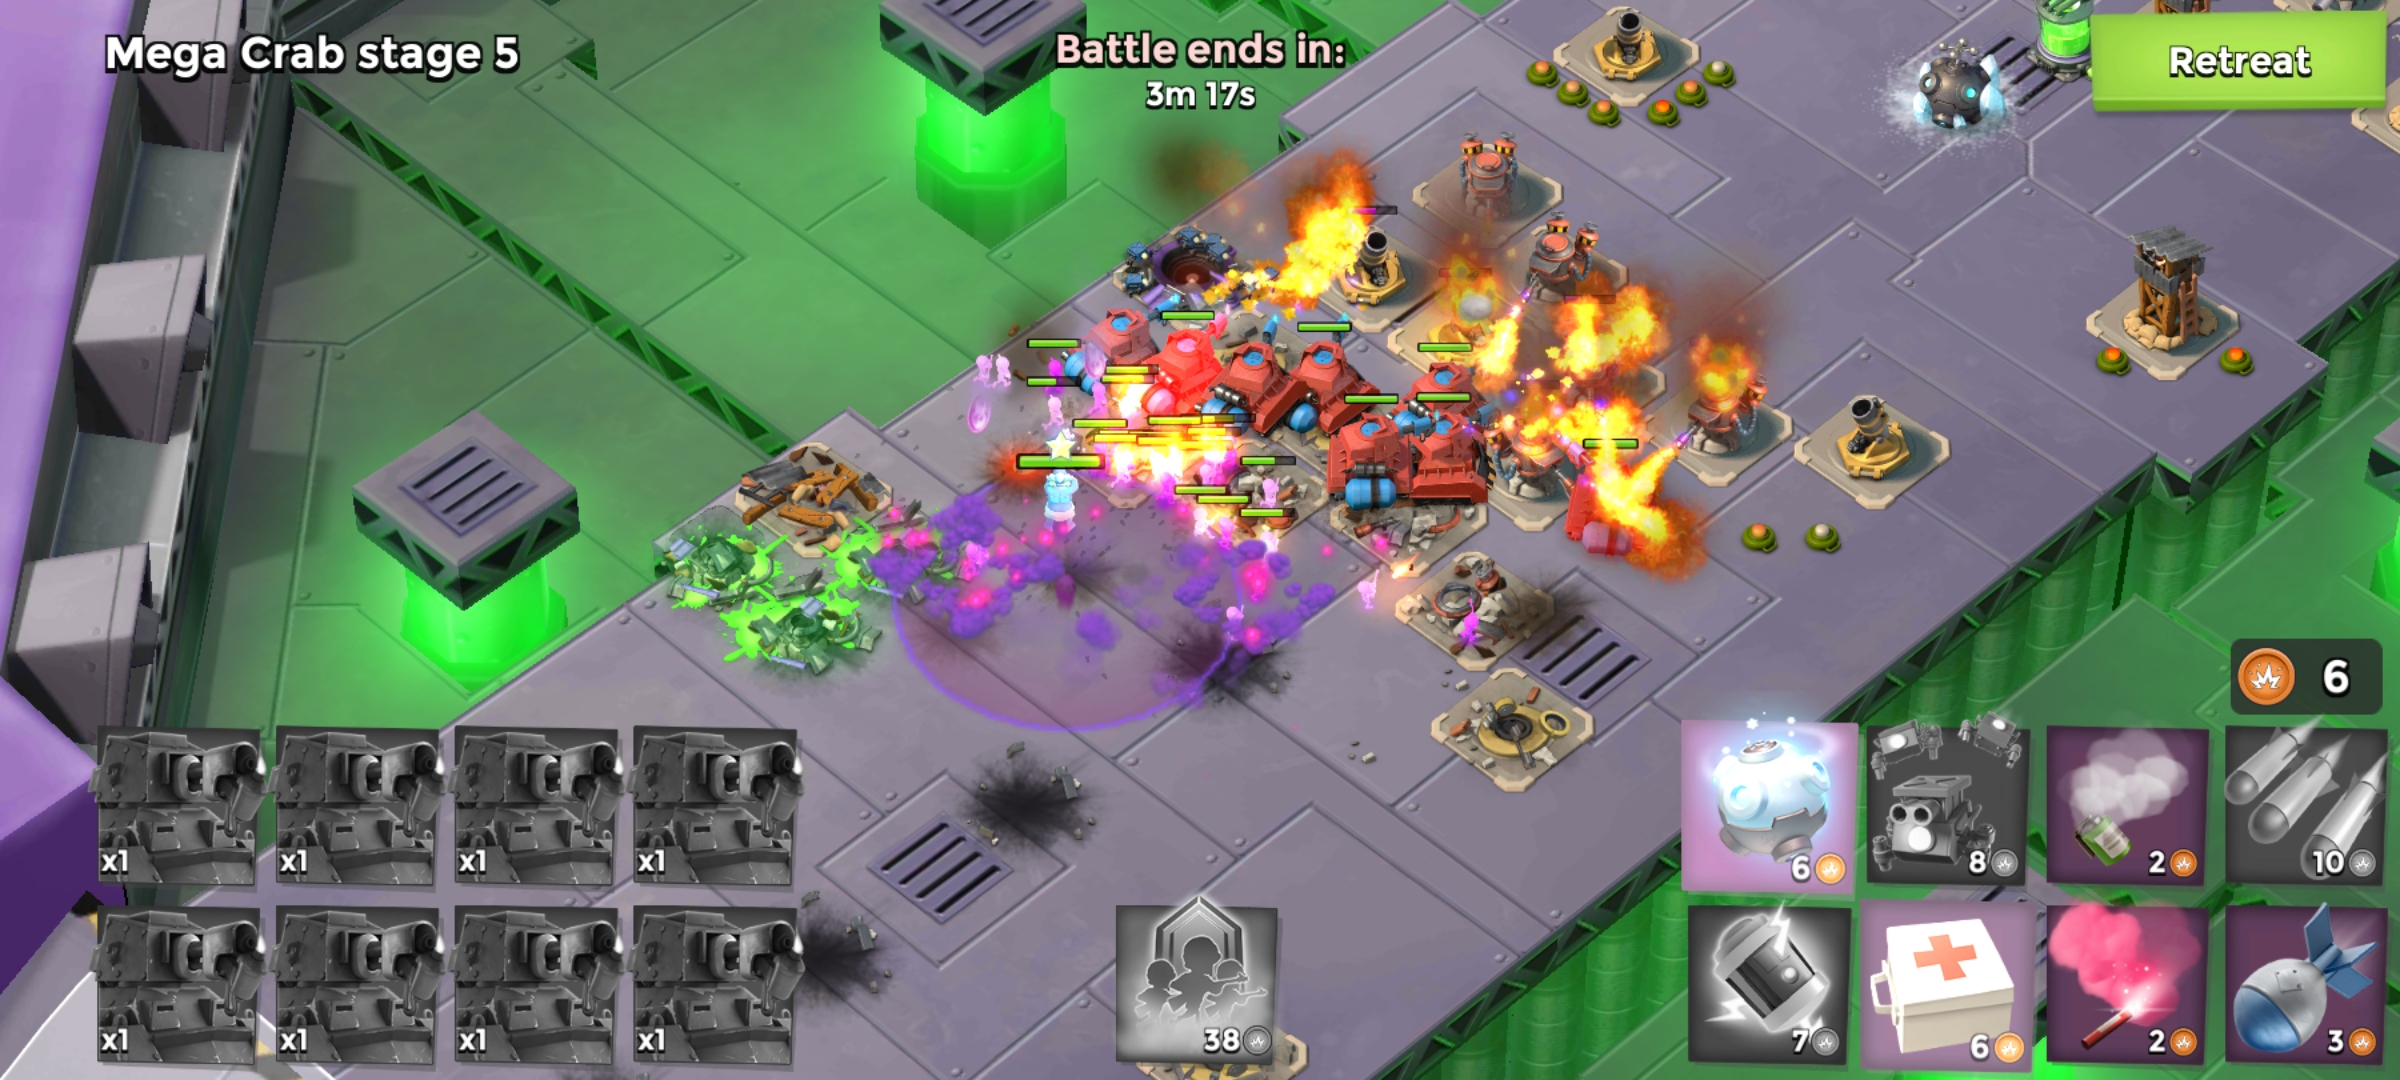 Mega Crab stage 5
Battle ends in:
3m 17s
Retreat
6
x1
x1
x1
x1
6
8
2
10
x1
x1
x1
x1
38
7
6
2
3